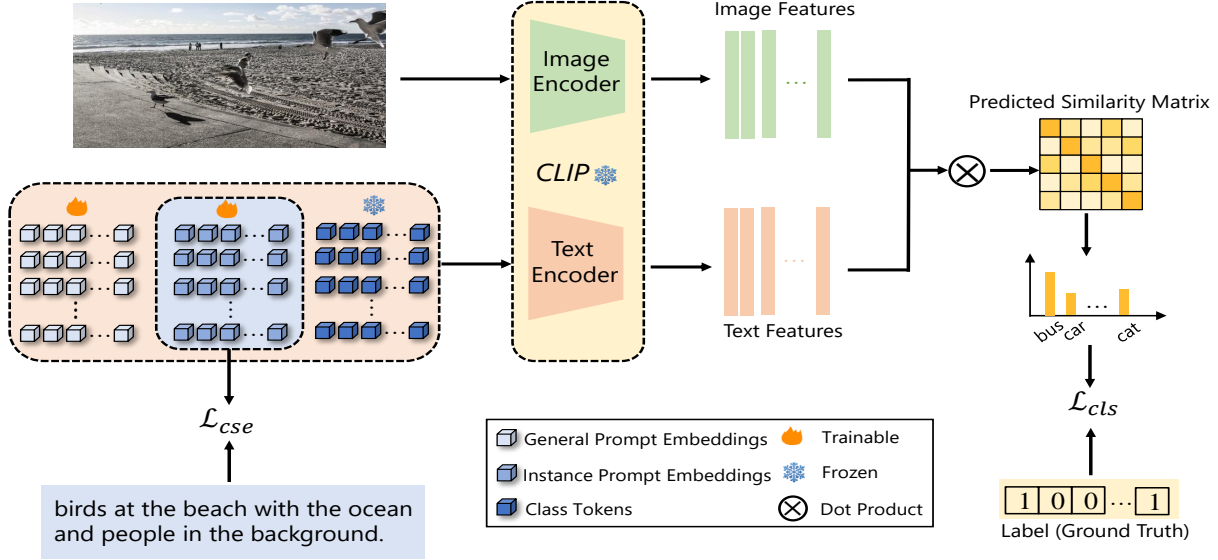 Image Features
Image
Encoder
...
Predicted Similarity Matrix
CLIP
Text
Encoder
...
Text Features
bus
car
...
cat
ℒcse
ℒcls
General Prompt Embeddings
Trainable
Instance Prompt Embeddings
Frozen
Class Tokens
Dot Product
birds at the beach with the ocean
and people in the background.
1 0 0 ... 1
Label (Ground Truth)